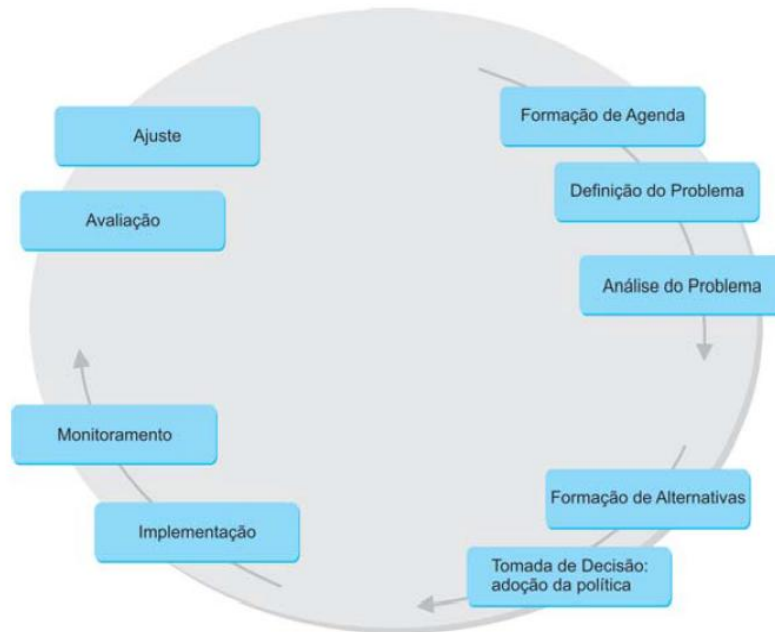 Formação de Agenda
Definição do Problema
Análise do Problema
Formação de Alternativas
Tomada de Decisão:
adoção da política
Implementação
Monitoramento
Avaliação
Ajuste